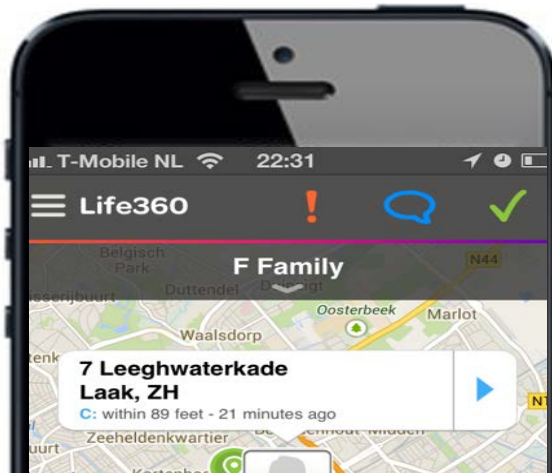 T-Mobile NL 22:31
Life360
Belgisch
Park
N44
F Family
Duttendel
Oosterbeek
Marlot
Waalsdorp
7 Leeghwaterkade
Laak, ZH
C: within 89 feet - 21 minutes ago
Zeeheldenkwartier
Midden